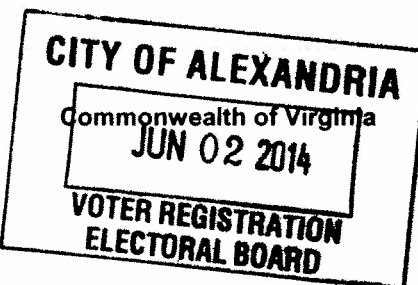 CITY OF ALEXANDRIA
Commonwealth of Virginia
JUN 02 2014
VOTER REGISTRATION
ELECTORAL BOARD